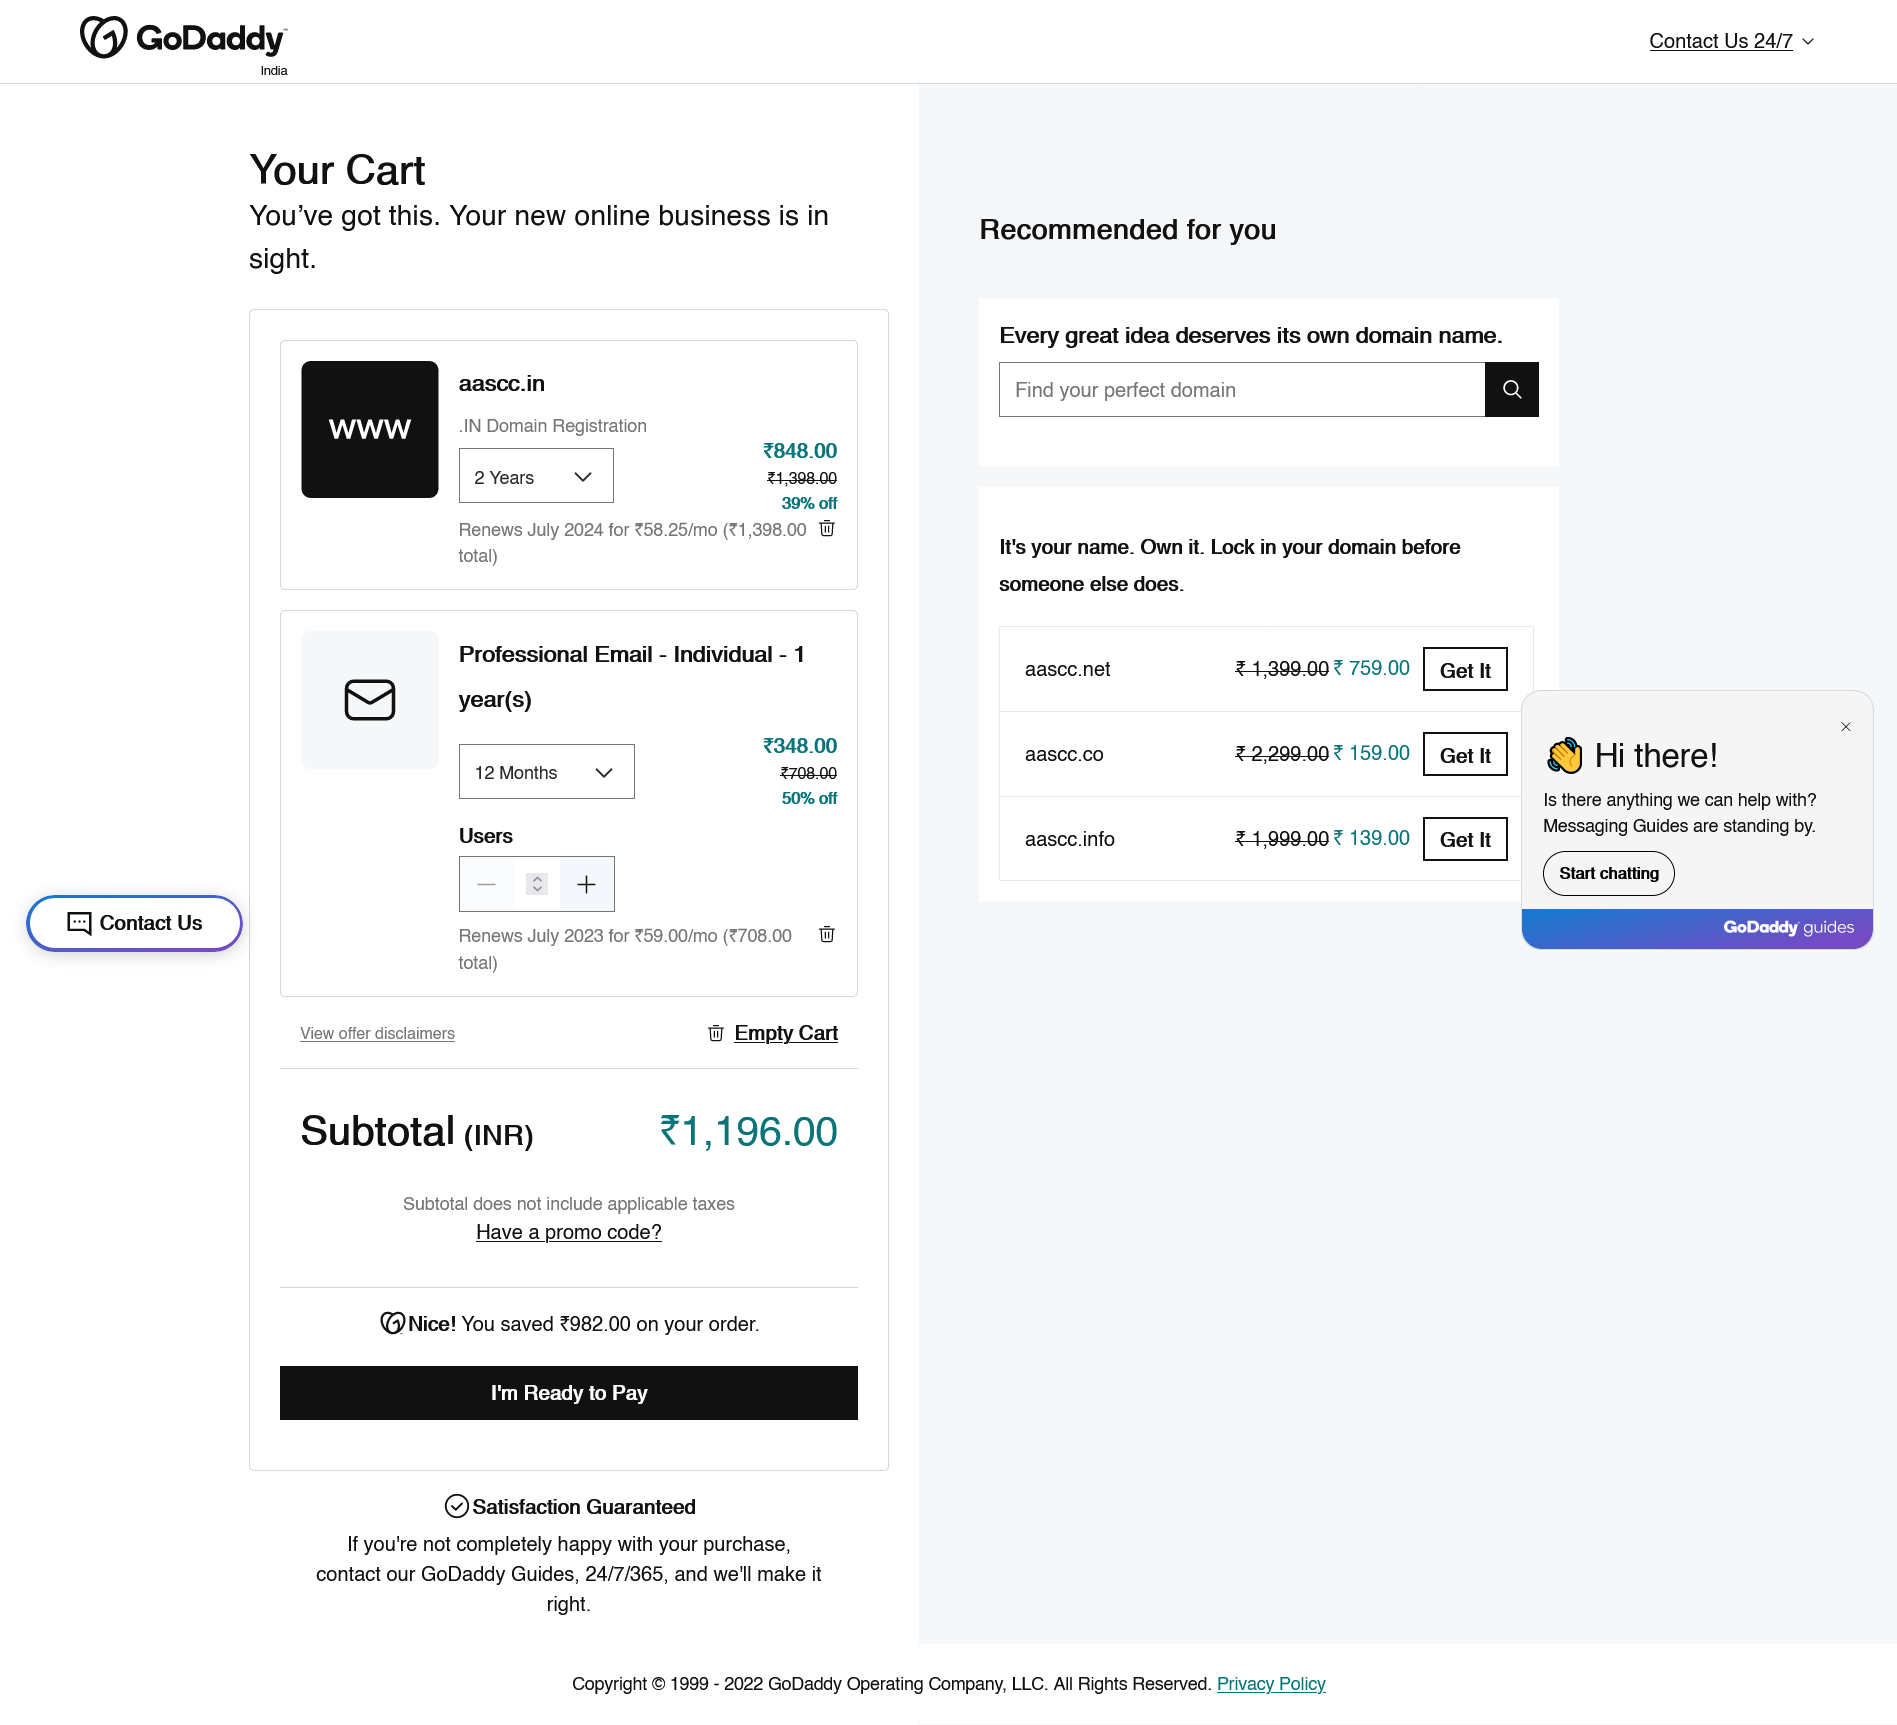 GoDaddy
India
Contact Us 24/7
Your Cart
You’ve got this. Your new online business is in
sight.
www
aascc.in
.IN Domain Registration
2 Years
₹848.00
₹1,398.00
39% off
Renews July 2024 for ₹58.25/mo (₹1,398.00
total)
Professional Email - Individual - 1
year(s)
12 Months
₹348.00
₹708.00
50% off
Users
Renews July 2023 for ₹59.00/mo (₹708.00
total)
Contact Us
View offer disclaimers
Empty Cart
Subtotal (INR) ₹1,196.00
Subtotal does not include applicable taxes
Have a promo code?
Nice! You saved ₹982.00 on your order.
I'm Ready to Pay
Satisfaction Guaranteed
If you're not completely happy with your purchase,
contact our GoDaddy Guides, 24/7/365, and we'll make it
right.
Recommended for you
Every great idea deserves its own domain name.
Find your perfect domain
It's your name. Own it. Lock in your domain before
someone else does.
aascc.net ₹ 1,399.00 ₹ 759.00 Get It
aascc.co ₹ 2,299.00 ₹ 159.00 Get It
aascc.info ₹ 1,999.00 ₹ 139.00 Get It
Hi there!
Is there anything we can help with?
Messaging Guides are standing by.
Start chatting
GoDaddy guides
Copyright © 1999 - 2022 GoDaddy Operating Company, LLC. All Rights Reserved. Privacy Policy